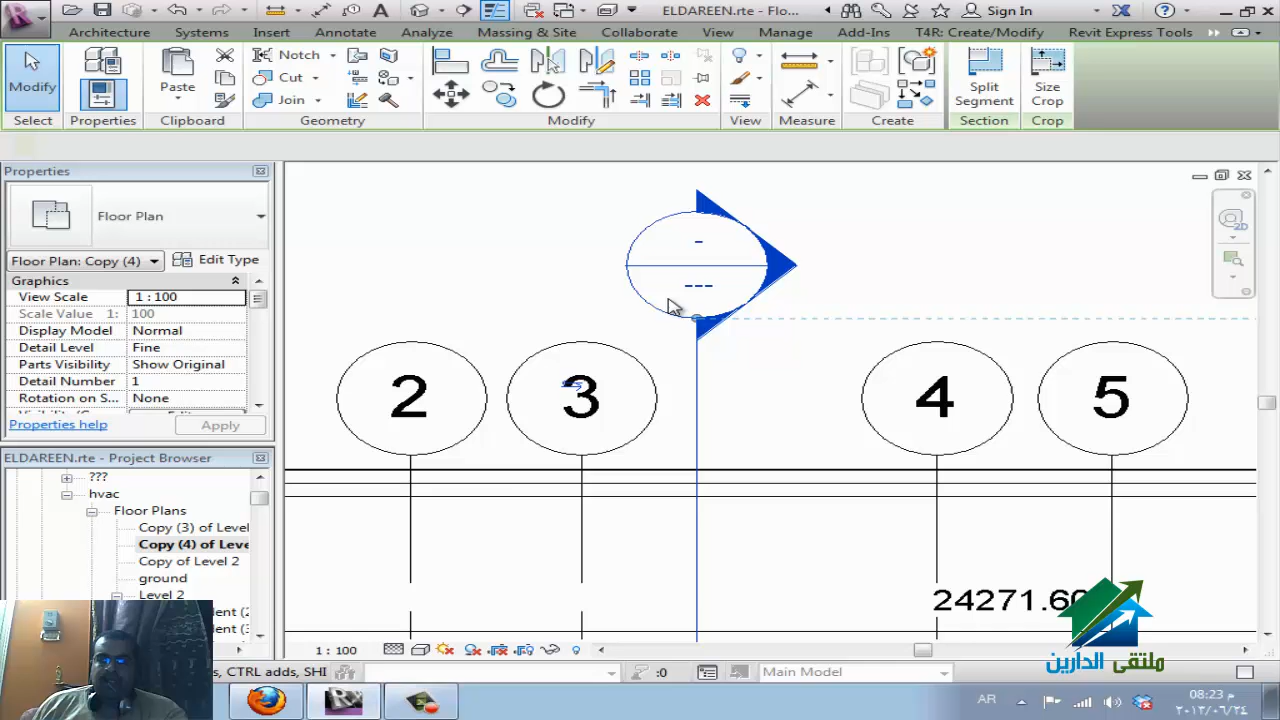 ELDAREEN.rte - Flo...
Sign In
Architecture
Systems
Insert
Annotate
Analyze
Massing & Site
Collaborate
View
Manage
Add-Ins
T4R: Create/Modify
Revit Express Tools
Modify
Paste
Notch
Cut
Join
Split Segment
Size Crop
Select
Properties
Clipboard
Geometry
Modify
View
Measure
Create
Section
Crop
Properties
Floor Plan
Floor Plan: Copy (4)
Edit Type
Graphics
View Scale 1 : 100
Scale Value 1: 100
Display Model Normal
Detail Level Fine
Parts Visibility Show Original
Detail Number 1
Rotation on S... None
Properties help
Apply
ELDAREEN.rte - Project Browser
???
hvac
Floor Plans
Copy (3) of Level
Copy (4) of Leve
Copy of Level 2
ground
Level 2
-
---
2
3
4
5
24271.60
ملتقى الدارين
1 : 100
s, CTRL adds, SHI
:0
Main Model
AR
08:23 م
٢٠١٣/٠٦/٢٤